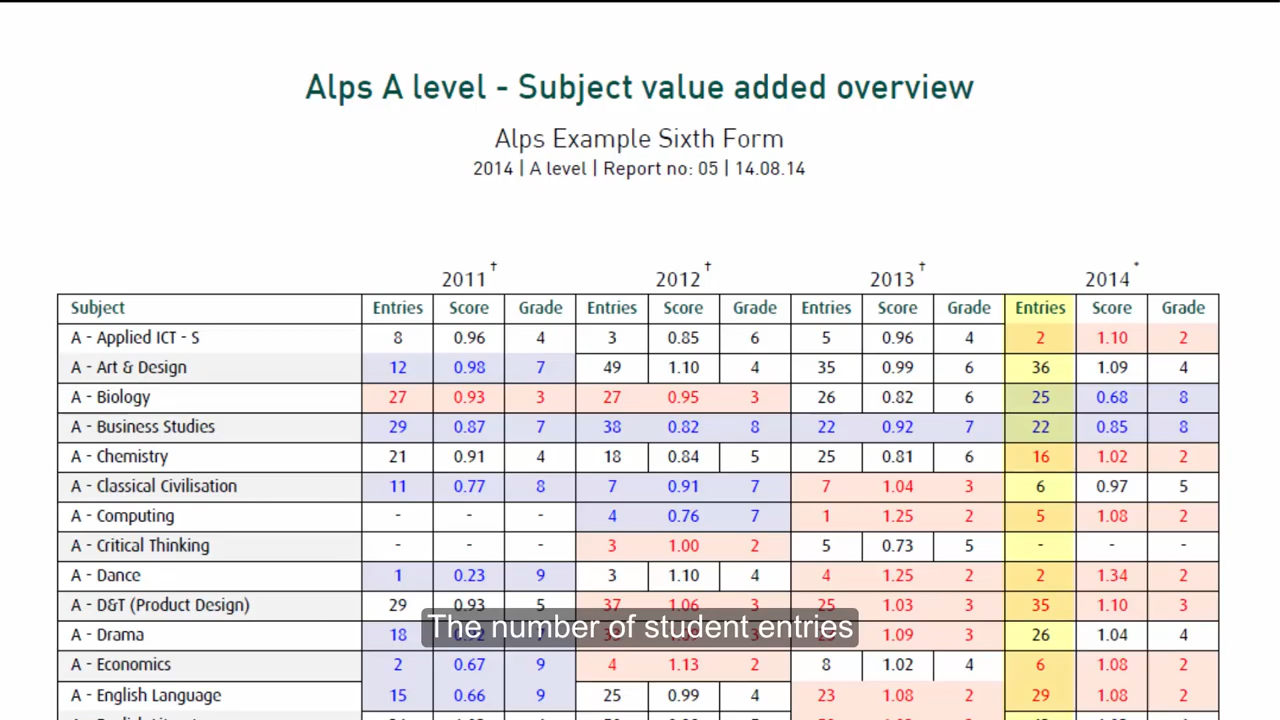 Alps A level - Subject value added overview
Alps Example Sixth Form
2014 | A level | Report no: 05 | 14.08.14
2011† 2012† 2013† 2014*
Subject Entries Score Grade Entries Score Grade Entries Score Grade Entries Score Grade
A - Applied ICT - S 8 0.96 4 3 0.85 6 5 0.96 4 2 1.10 2
A - Art & Design 12 0.98 7 49 1.10 4 35 0.99 6 36 1.09 4
A - Biology 27 0.93 3 27 0.95 3 26 0.82 6 25 0.68 8
A - Business Studies 29 0.87 7 38 0.82 8 22 0.92 7 22 0.85 8
A - Chemistry 21 0.91 4 18 0.84 5 25 0.81 6 16 1.02 2
A - Classical Civilisation 11 0.77 8 7 0.91 7 7 1.04 3 6 0.97 5
A - Computing - - - 4 0.76 7 1 1.25 2 5 1.08 2
A - Critical Thinking - - - 3 1.00 2 5 0.73 5 - - -
A - Dance 1 0.23 9 3 1.10 4 4 1.25 2 2 1.34 2
A - D&T (Product Design) 29 0.93 5 37 1.06 3 25 1.03 3 35 1.10 3
A - Drama 18 1.09 3 26 1.04 4
The number of student entries
A - Economics 2 0.67 9 4 1.13 2 8 1.02 4 6 1.08 2
A - English Language 15 0.66 9 25 0.99 4 23 1.08 2 29 1.08 2